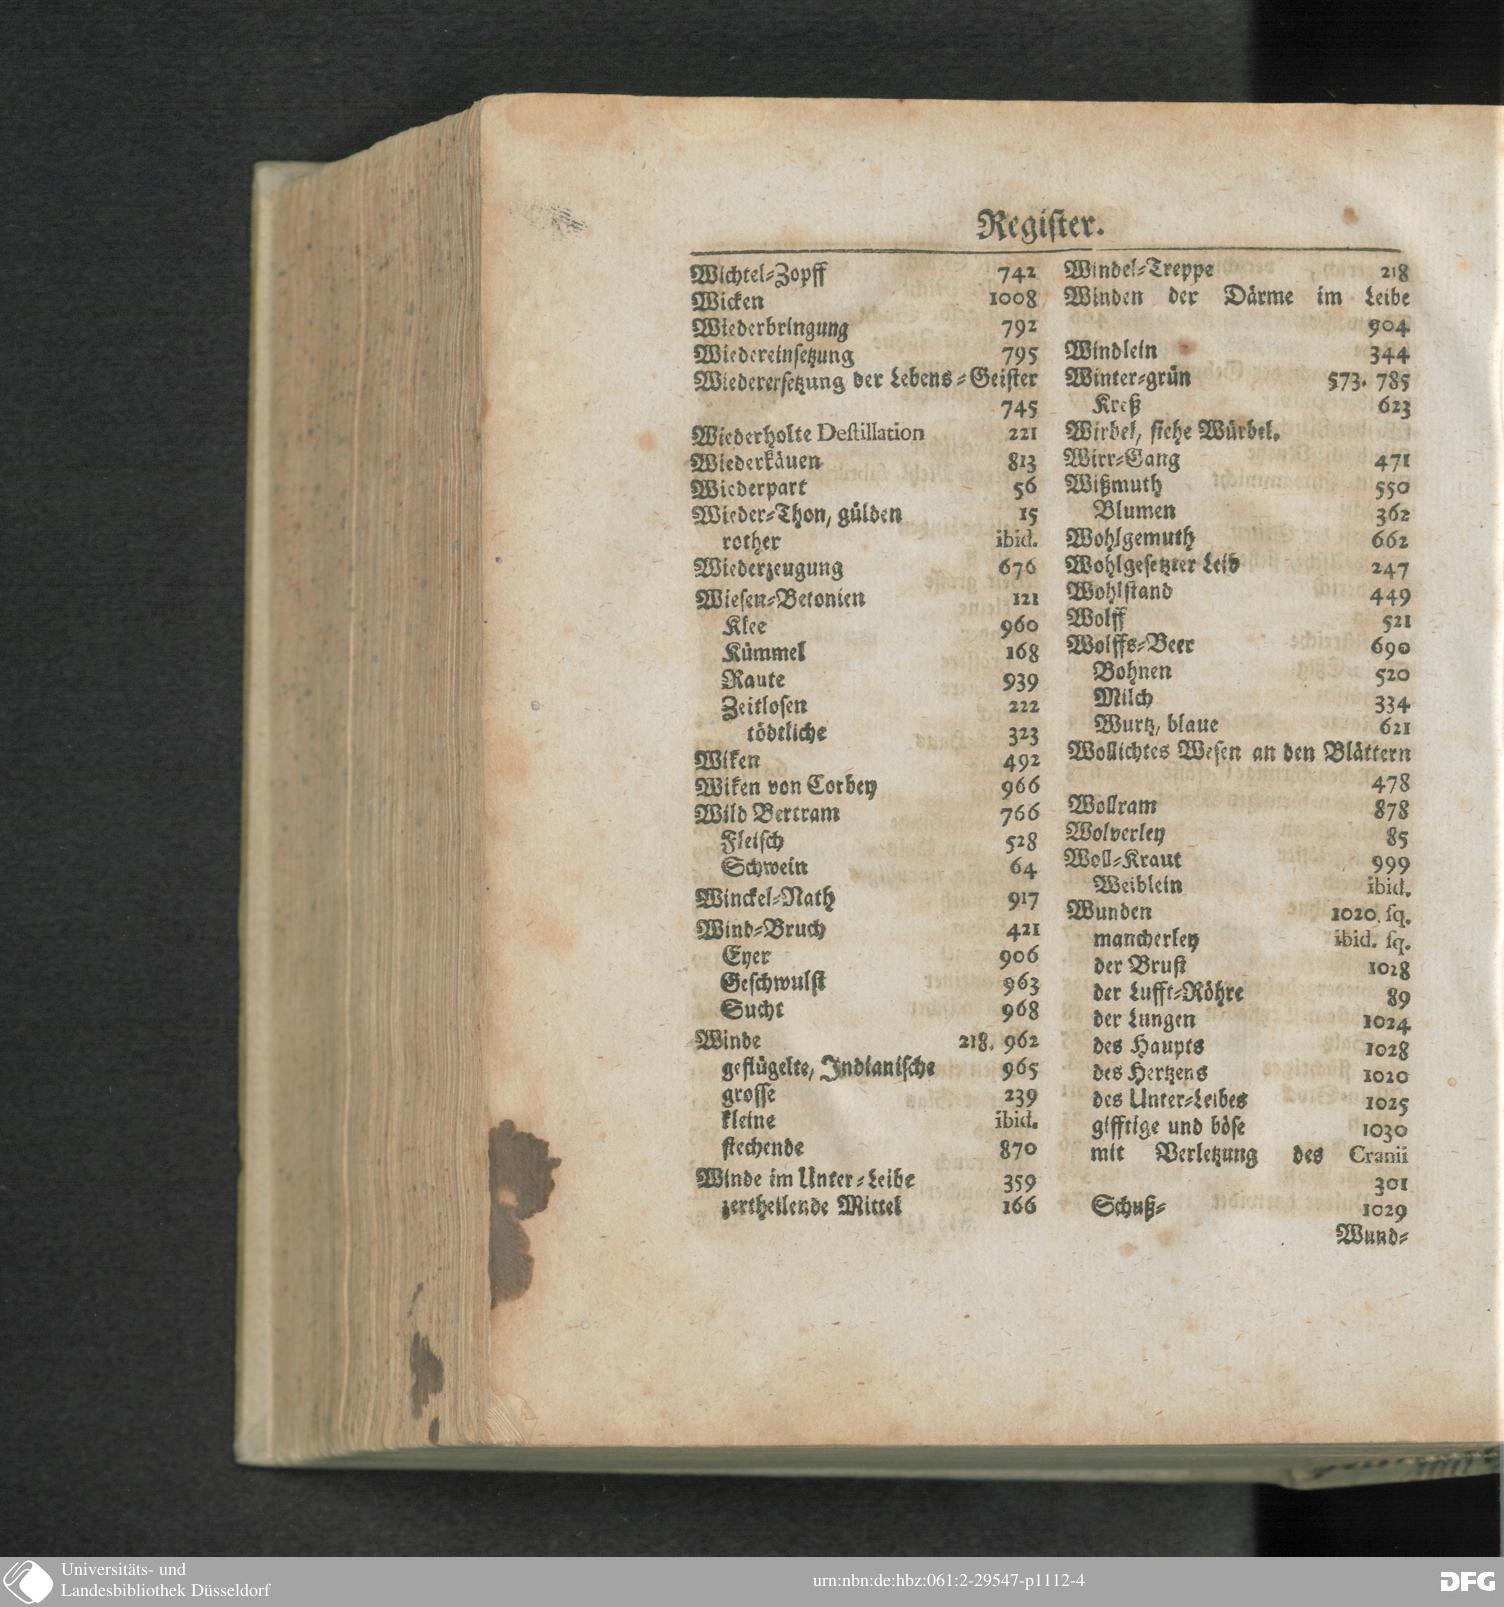 Register.
Wichtel-Zopff 742
Wicken 1008
Wiederbringung 792
Wiedereinsetzung 795
Wiederersetzung der Lebens-Geister
745
Wiederholte Destillation 221
Wiederkäuen 813
Wiederpart 56
Wieder-Thon, gülden 15
rother ibid.
Wiederzeugung 676
Wiesen-Betonien 121
Klee 960
Kümmel 168
Raute 939
Zeitlosen 222
tödtliche 323
Wiken 492
Wiken von Corbey 966
Wild Bertram 766
Fleisch 528
Schwein 64
Winckel-Nath 917
Wind-Bruch 421
Eyer 906
Geschwulst 963
Sucht 968
Winde 218. 962
geflügelte, Indianische 965
grosse 239
kleine ibid.
stechende 870
Winde im Unter-Leibe 359
zertheilende Mittel 166
Windel-Treppe 218
Winden der Därme im Leibe
904
Windlein 344
Winter-grün 573. 785
Kreß 623
Wirbel, siehe Würbel.
Wirr-Gang 471
Wißmuth 550
Blumen 362
Wohlgemuth 662
Wohlgesetzter Leib 247
Wohlstand 449
Wolff 521
Wolffs-Beer 690
Bohnen 520
Milch 334
Wurtz, blaue 621
Wollichtes Wesen an den Blättern
478
Wollram 878
Wolverley 85
Woll-Kraut 999
Weiblein ibid.
Wunden 1020. sq.
mancherley ibid. sq.
der Brust 1028
der Lufft-Röhre 89
der Lungen 1024
des Haupts 1028
des Hertzens 1020
des Unter-Leibes 1025
gifftige und böse 1030
mit Verletzung des Cranii
301
Schuß- 1029
Wund-
Universitäts- und
Landesbibliothek Düsseldorf
urn:nbn:de:hbz:061:2-29547-p1112-4
DFG